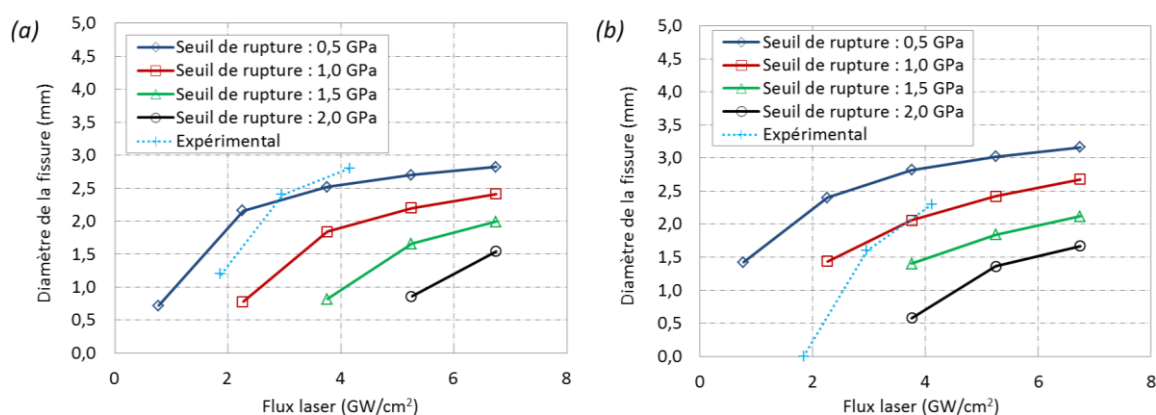 (a)
Diamètre de la fissure (mm)
5,0
4,5
4,0
3,5
3,0
2,5
2,0
1,5
1,0
0,5
0,0
Seuil de rupture : 0,5 GPa
Seuil de rupture : 1,0 GPa
Seuil de rupture : 1,5 GPa
Seuil de rupture : 2,0 GPa
Expérimental
0 2 4 6 8
Flux laser (GW/cm²)
(b)
Diamètre de la fissure (mm)
5,0
4,5
4,0
3,5
3,0
2,5
2,0
1,5
1,0
0,5
0,0
Seuil de rupture : 0,5 GPa
Seuil de rupture : 1,0 GPa
Seuil de rupture : 1,5 GPa
Seuil de rupture : 2,0 GPa
Expérimental
0 2 4 6 8
Flux laser (GW/cm²)